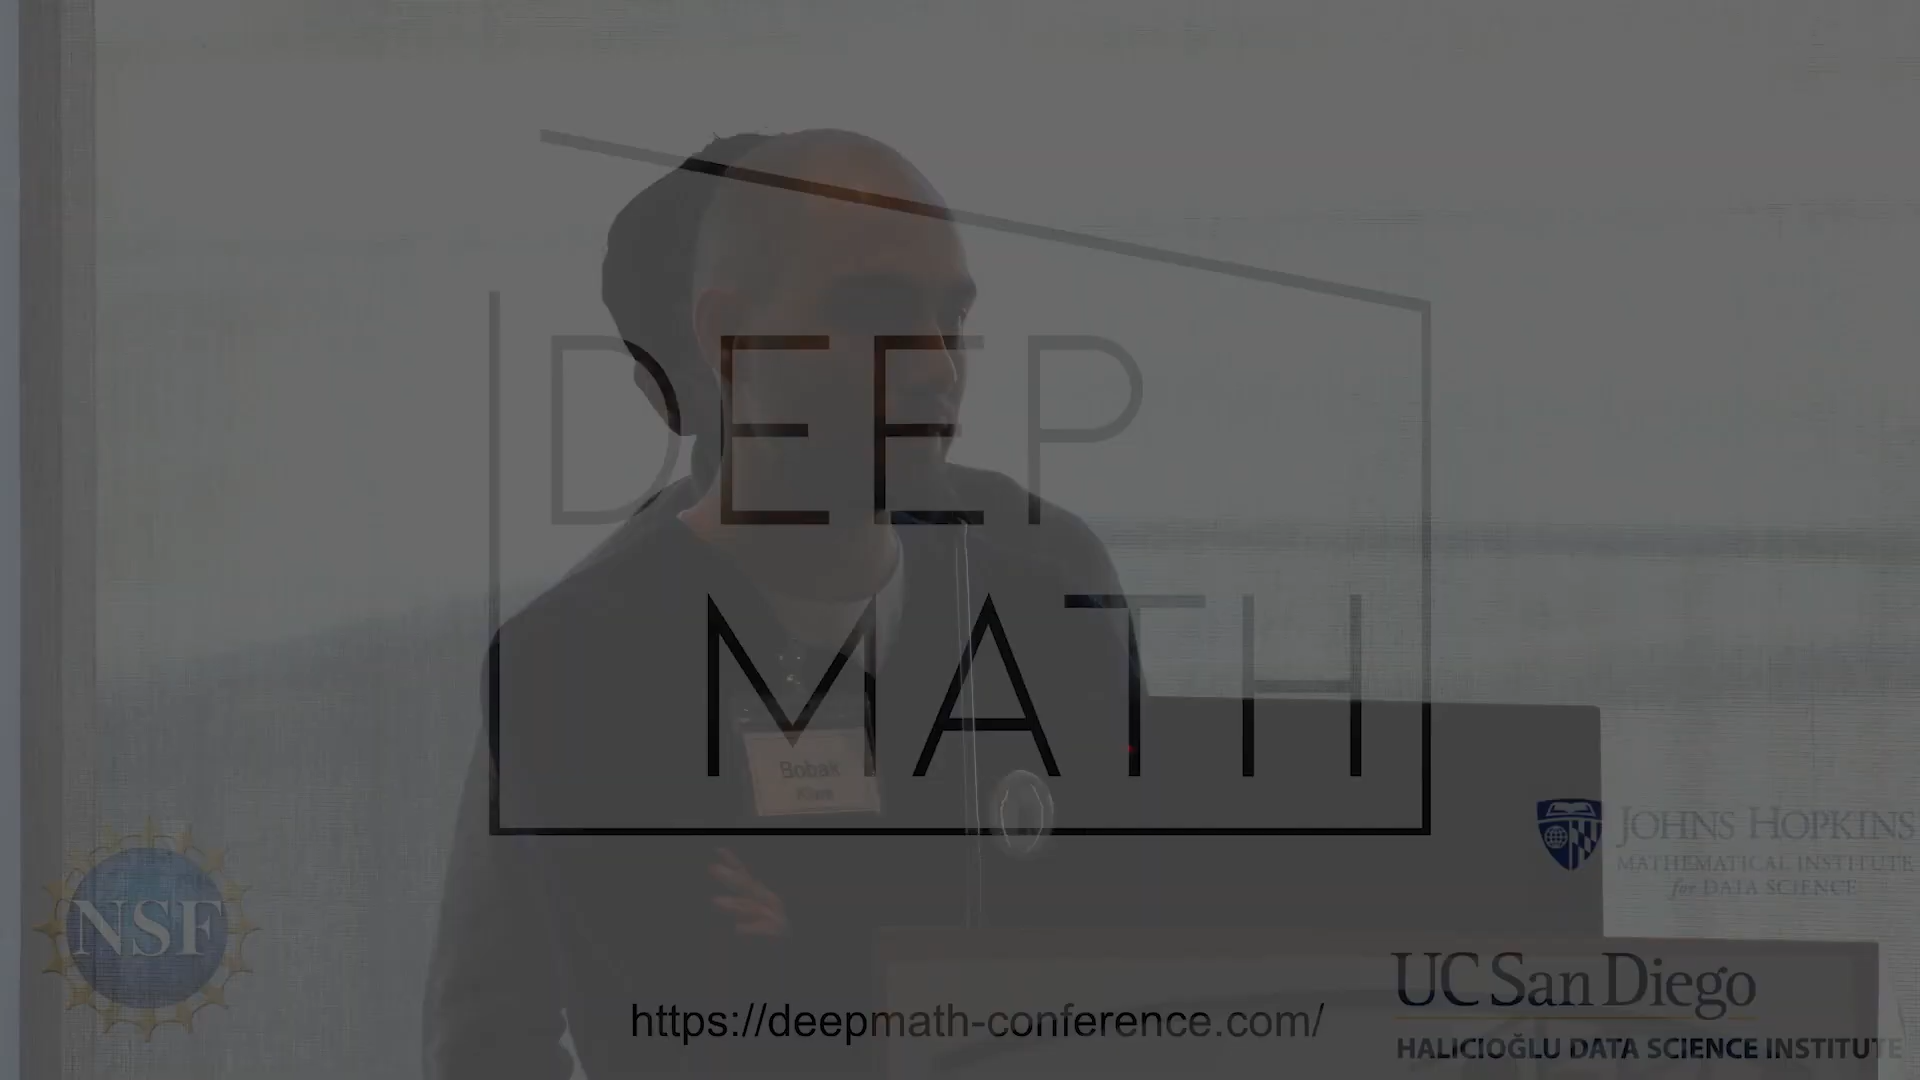 DEEP
MATH
Bobak
NSF
JOHNS HOPKINS
MATHEMATICAL INSTITUTE
for DATA SCIENCE
UC San Diego
HALICIOĞLU DATA SCIENCE INSTITUTE
https://deepmath-conference.com/